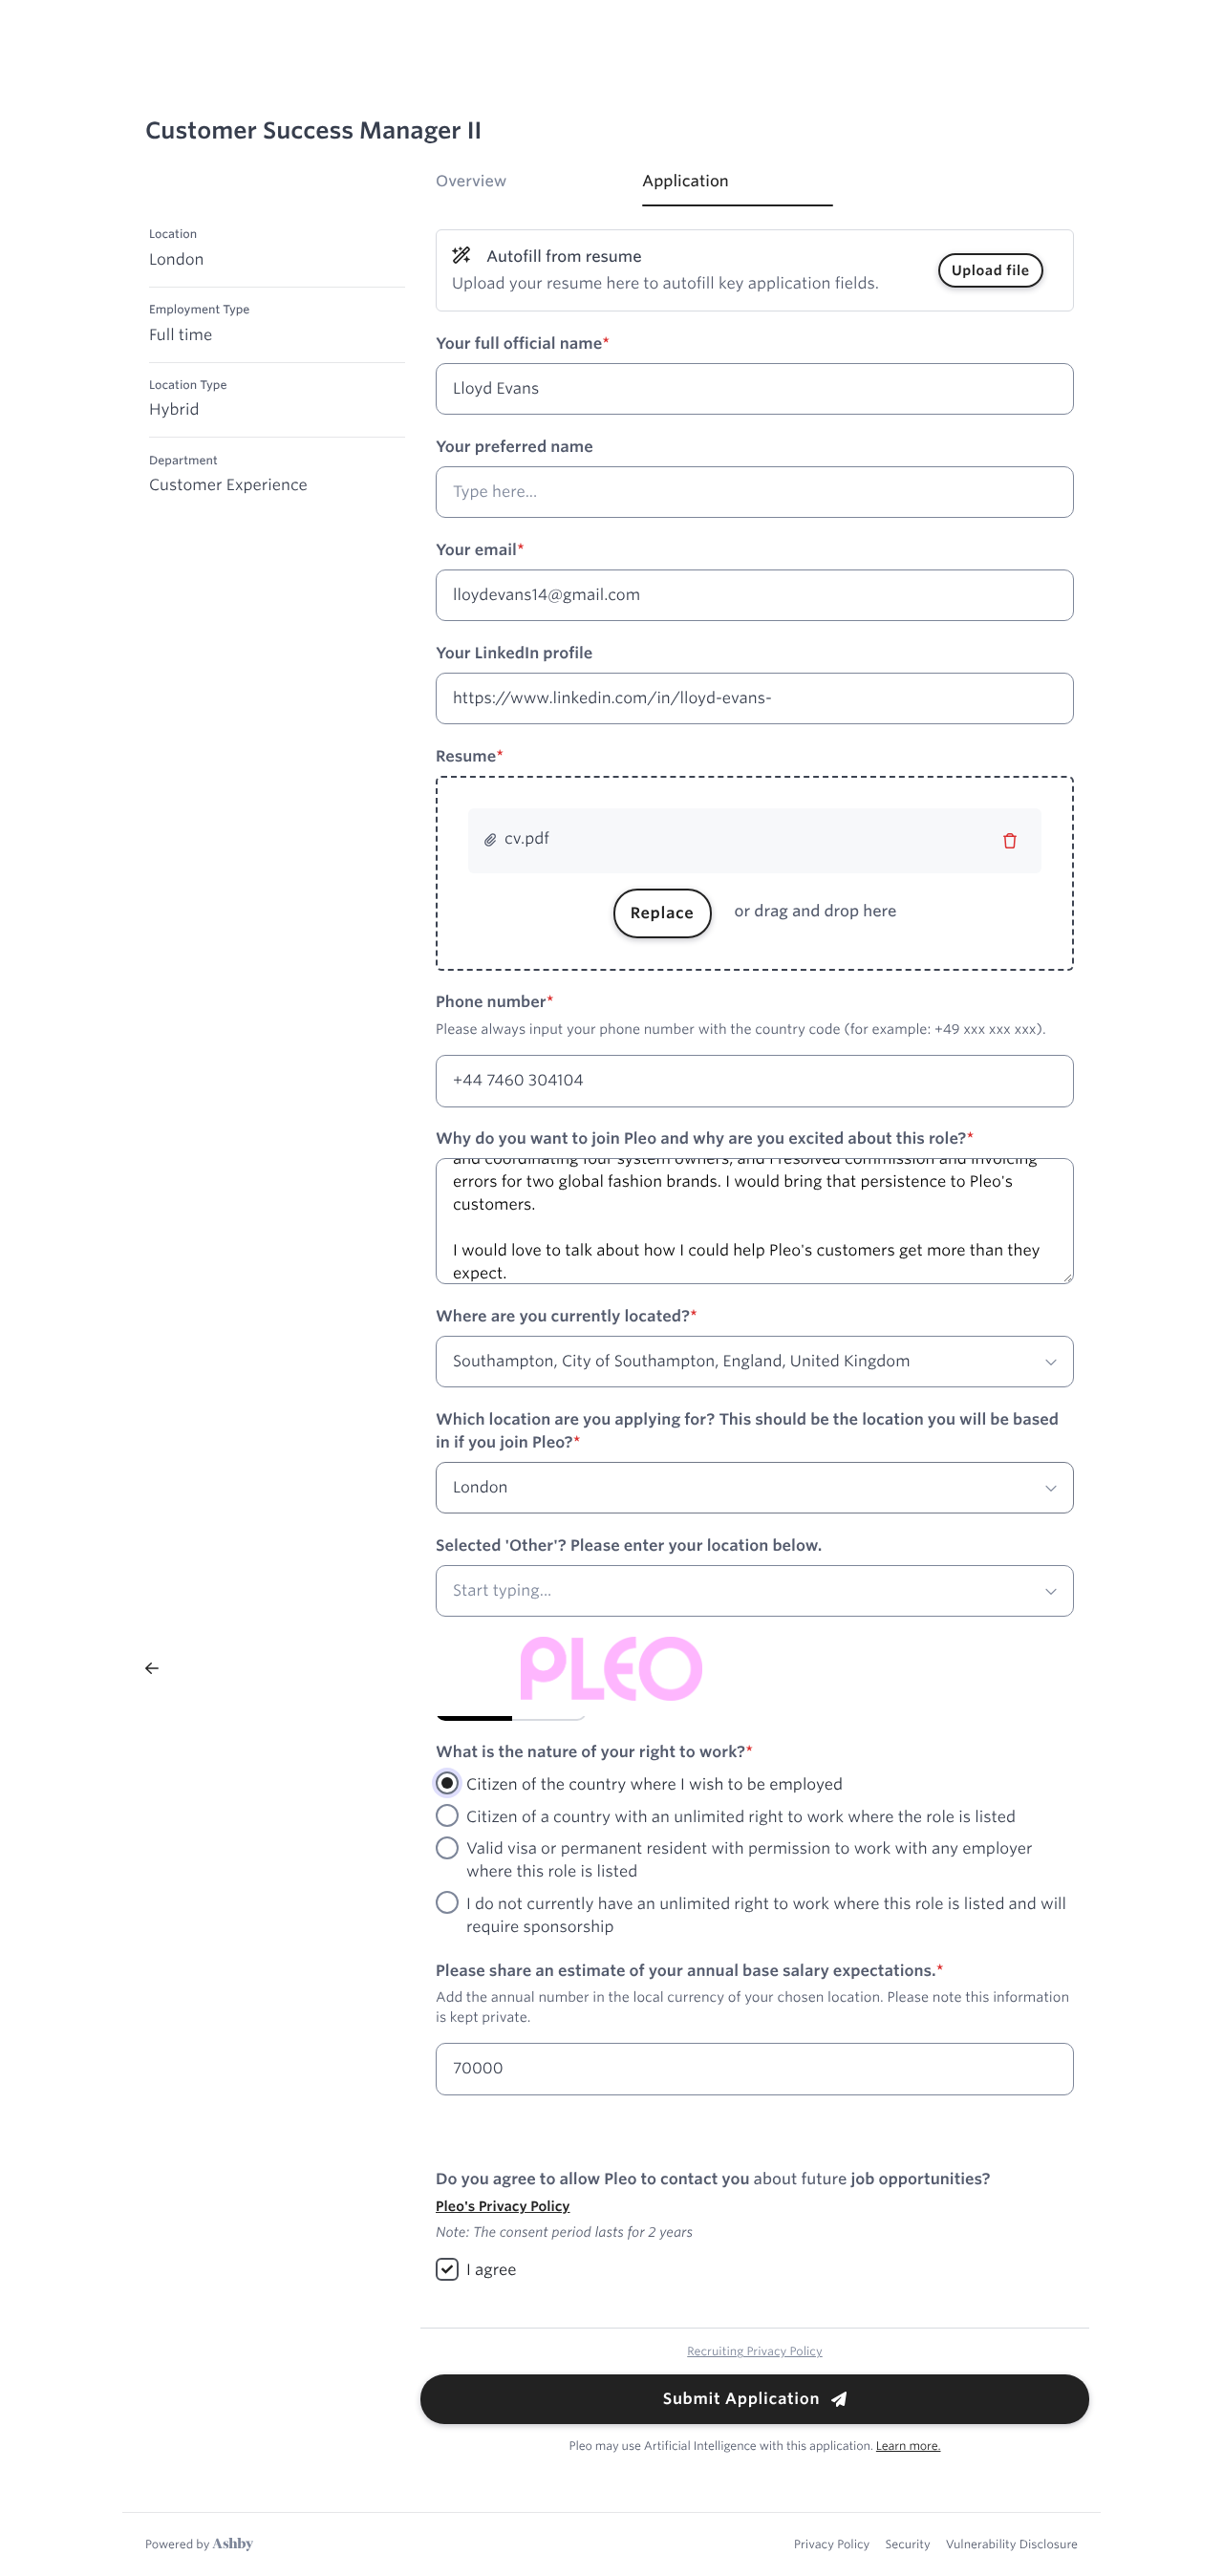 Customer Success Manager II
Overview
Application
Location
London
Employment Type
Full time
Location Type
Hybrid
Department
Customer Experience
Autofill from resume
Upload your resume here to autofill key application fields.
Upload file
Your full official name*
Lloyd Evans
Your preferred name
Type here...
Your email*
lloydevans14@gmail.com
Your LinkedIn profile
https://www.linkedin.com/in/lloyd-evans-
Resume*
cv.pdf
Replace
or drag and drop here
Phone number*
Please always input your phone number with the country code (for example: +49 xxx xxx xxx).
+44 7460 304104
Why do you want to join Pleo and why are you excited about this role?*
and coordinating four system owners, and I resolved commission and invoicing
errors for two global fashion brands. I would bring that persistence to Pleo's
customers.
I would love to talk about how I could help Pleo's customers get more than they
expect.
Where are you currently located?*
Southampton, City of Southampton, England, United Kingdom
Which location are you applying for? This should be the location you will be based
in if you join Pleo?*
London
Selected 'Other'? Please enter your location below.
Start typing...
PLEO
What is the nature of your right to work?*
Citizen of the country where I wish to be employed
Citizen of a country with an unlimited right to work where the role is listed
Valid visa or permanent resident with permission to work with any employer
where this role is listed
I do not currently have an unlimited right to work where this role is listed and will
require sponsorship
Please share an estimate of your annual base salary expectations.*
Add the annual number in the local currency of your chosen location. Please note this information
is kept private.
70000
Do you agree to allow Pleo to contact you about future job opportunities?
Pleo's Privacy Policy
Note: The consent period lasts for 2 years
I agree
Recruiting Privacy Policy
Submit Application
Pleo may use Artificial Intelligence with this application. Learn more.
Powered by Ashby
Privacy Policy
Security
Vulnerability Disclosure